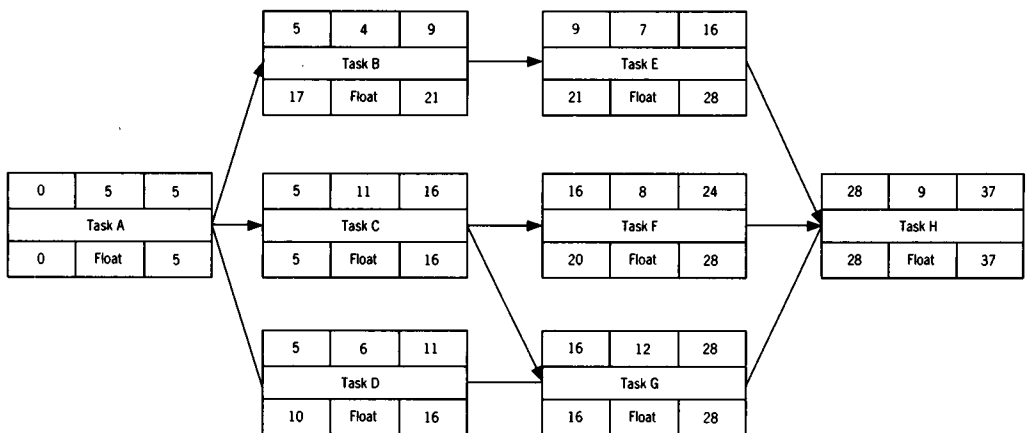 5 4 9
Task B
17 Float 21
9 7 16
Task E
21 Float 28
0 5 5
Task A
0 Float 5
5 11 16
Task C
5 Float 16
16 8 24
Task F
20 Float 28
28 9 37
Task H
28 Float 37
5 6 11
Task D
10 Float 16
16 12 28
Task G
16 Float 28